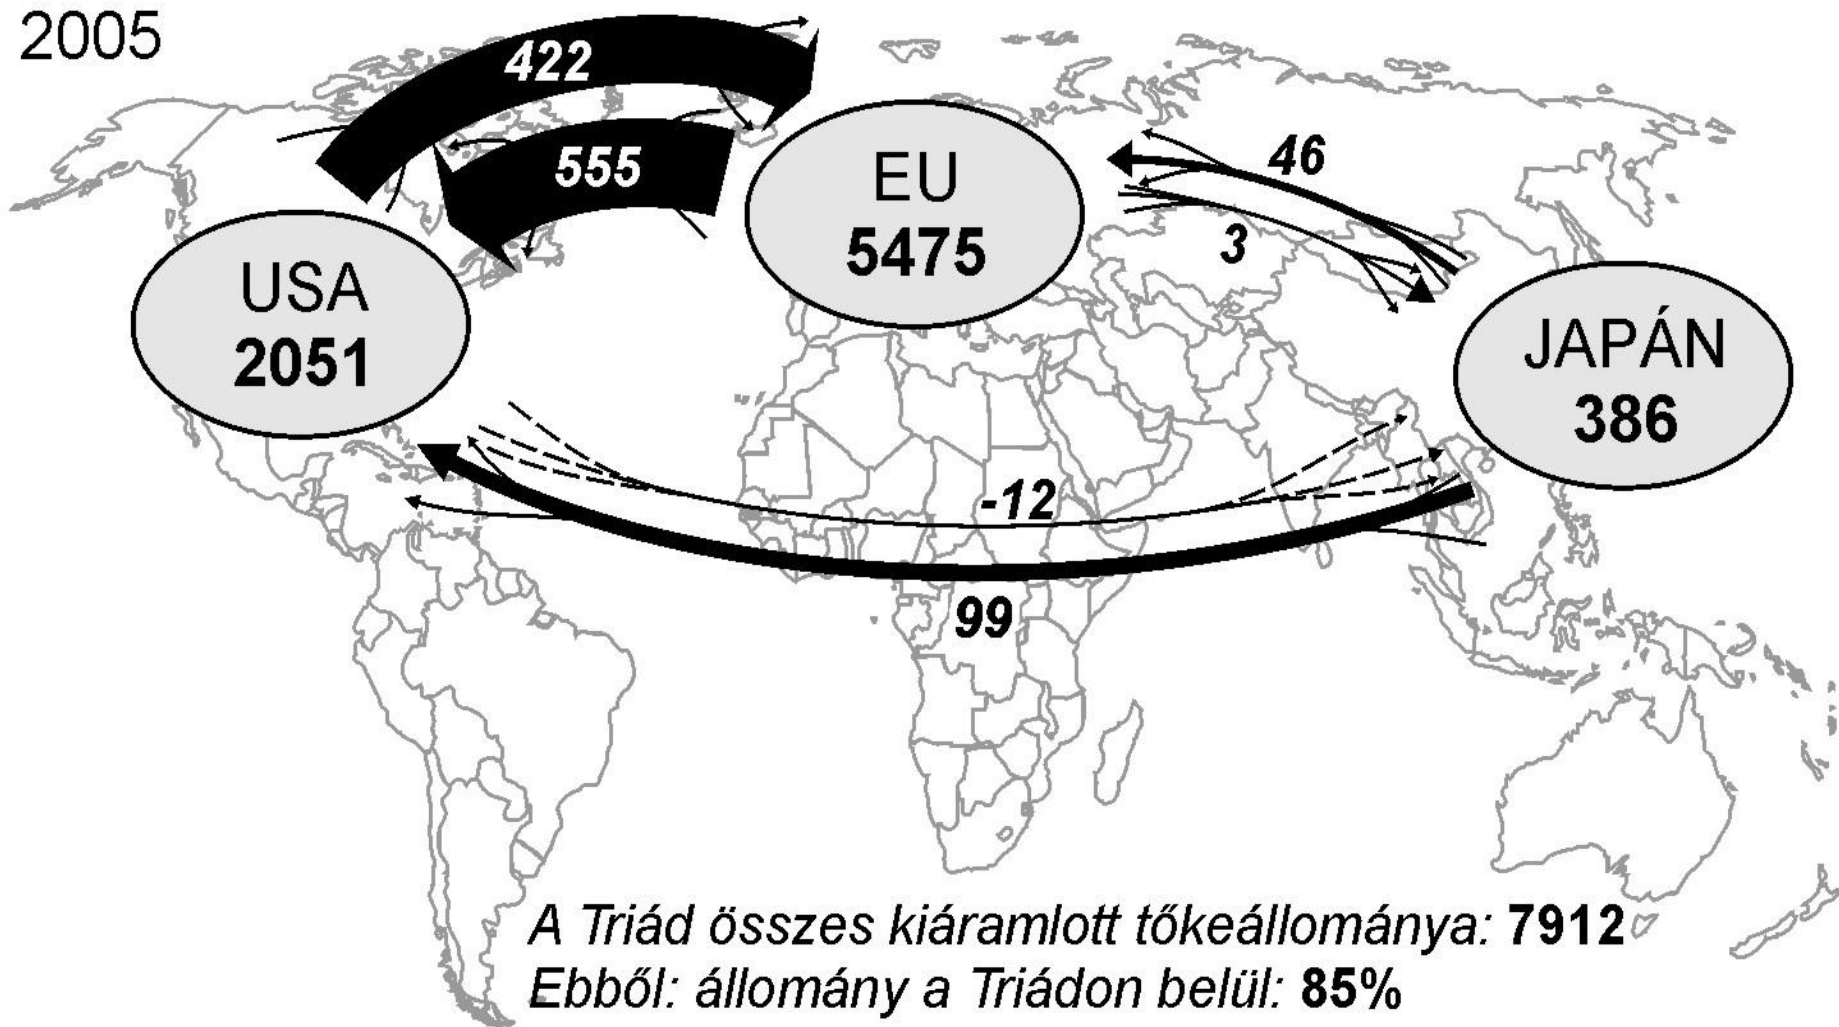 2005
422
555
EU
5475
46
3
USA
2051
JAPÁN
386
-12
99
A Triád összes kiáramlott tőkeállománya: 7912
Ebből: állomány a Triádon belül: 85%